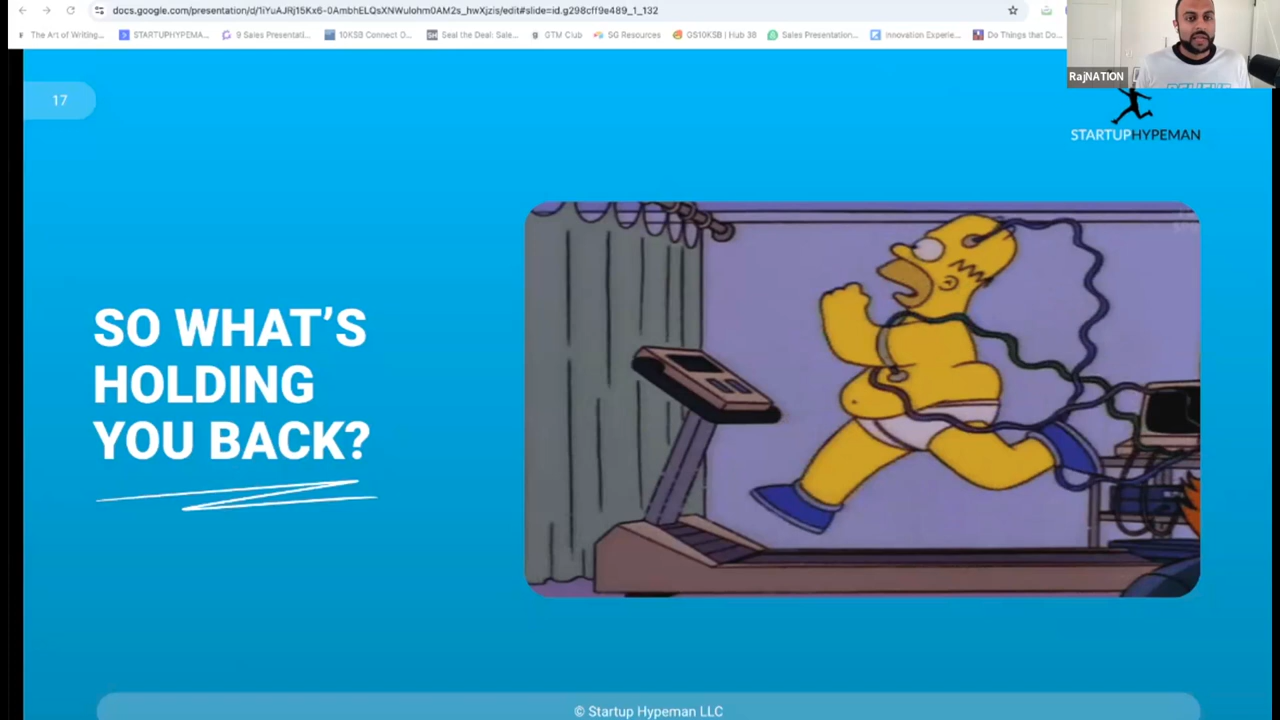 docs.google.com/presentation/d/1iYuAJRj15Kx6-0AmbhELQsXNWulohm0AM2s_hwXjzis/edit#slide=id.g298cff9e489_1_132
The Art of Writing... STARTUPHYPEMA... 9 Sales Presentati... 10KSB Connect O... Seal the Deal: Sale... GTM Club SG Resources GS10KSB | Hub 38 Sales Presentation... Innovation Experie... Do Things that Do...
RajNATION
17
STARTUPHYPEMAN
SO WHAT'S
HOLDING
YOU BACK?
© Startup Hypeman LLC